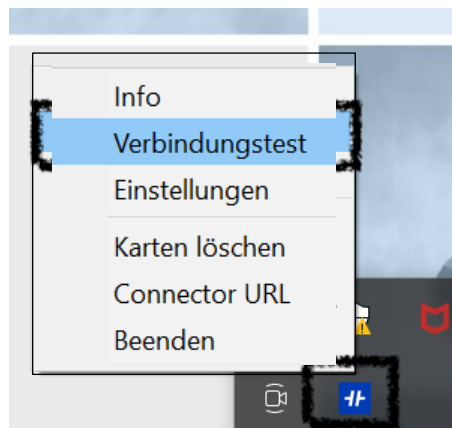 Info
Verbindungstest
Einstellungen
Karten löschen
Connector URL
Beenden